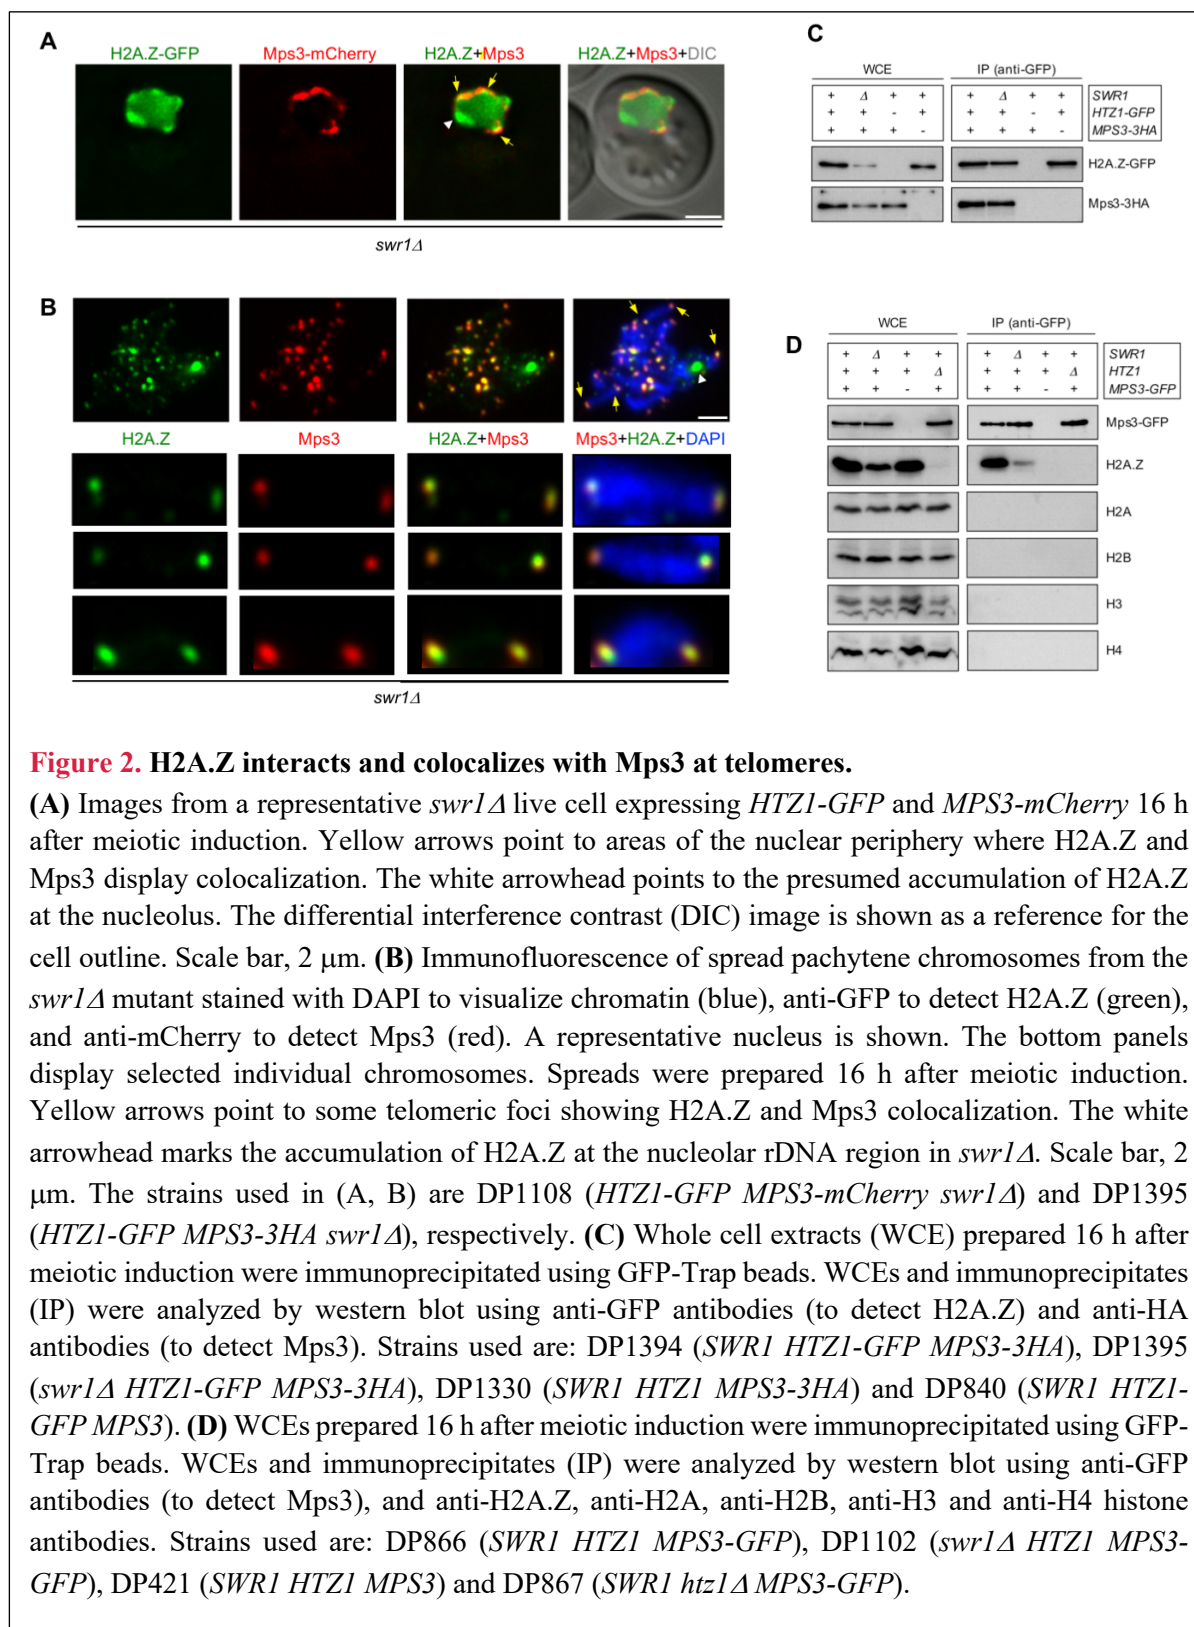 A
H2A.Z-GFP
Mps3-mCherry
H2A.Z+Mps3
H2A.Z+Mps3+DIC
swr1Δ
B
H2A.Z
Mps3
H2A.Z+Mps3
Mps3+H2A.Z+DAPI
swr1Δ
C
WCE IP (anti-GFP)
+ Δ + + + Δ + + SWR1
+ + - + + + - + HTZ1-GFP
+ + + - + + + - MPS3-3HA
H2A.Z-GFP
Mps3-3HA
D
WCE IP (anti-GFP)
+ Δ + + + Δ + + SWR1
+ + + Δ + + + Δ HTZ1
+ + - + + + - + MPS3-GFP
Mps3-GFP
H2A.Z
H2A
H2B
H3
H4
Figure 2. H2A.Z interacts and colocalizes with Mps3 at telomeres.
(A) Images from a representative swr1Δ live cell expressing HTZ1-GFP and MPS3-mCherry 16 h
after meiotic induction. Yellow arrows point to areas of the nuclear periphery where H2A.Z and
Mps3 display colocalization. The white arrowhead points to the presumed accumulation of H2A.Z
at the nucleolus. The differential interference contrast (DIC) image is shown as a reference for the
cell outline. Scale bar, 2 μm. (B) Immunofluorescence of spread pachytene chromosomes from the
swr1Δ mutant stained with DAPI to visualize chromatin (blue), anti-GFP to detect H2A.Z (green),
and anti-mCherry to detect Mps3 (red). A representative nucleus is shown. The bottom panels
display selected individual chromosomes. Spreads were prepared 16 h after meiotic induction.
Yellow arrows point to some telomeric foci showing H2A.Z and Mps3 colocalization. The white
arrowhead marks the accumulation of H2A.Z at the nucleolar rDNA region in swr1Δ. Scale bar, 2
μm. The strains used in (A, B) are DP1108 (HTZ1-GFP MPS3-mCherry swr1Δ) and DP1395
(HTZ1-GFP MPS3-3HA swr1Δ), respectively. (C) Whole cell extracts (WCE) prepared 16 h after
meiotic induction were immunoprecipitated using GFP-Trap beads. WCEs and immunoprecipitates
(IP) were analyzed by western blot using anti-GFP antibodies (to detect H2A.Z) and anti-HA
antibodies (to detect Mps3). Strains used are: DP1394 (SWR1 HTZ1-GFP MPS3-3HA), DP1395
(swr1Δ HTZ1-GFP MPS3-3HA), DP1330 (SWR1 HTZ1 MPS3-3HA) and DP840 (SWR1 HTZ1-
GFP MPS3). (D) WCEs prepared 16 h after meiotic induction were immunoprecipitated using GFP-
Trap beads. WCEs and immunoprecipitates (IP) were analyzed by western blot using anti-GFP
antibodies (to detect Mps3), and anti-H2A.Z, anti-H2A, anti-H2B, anti-H3 and anti-H4 histone
antibodies. Strains used are: DP866 (SWR1 HTZ1 MPS3-GFP), DP1102 (swr1Δ HTZ1 MPS3-
GFP), DP421 (SWR1 HTZ1 MPS3) and DP867 (SWR1 htz1Δ MPS3-GFP).